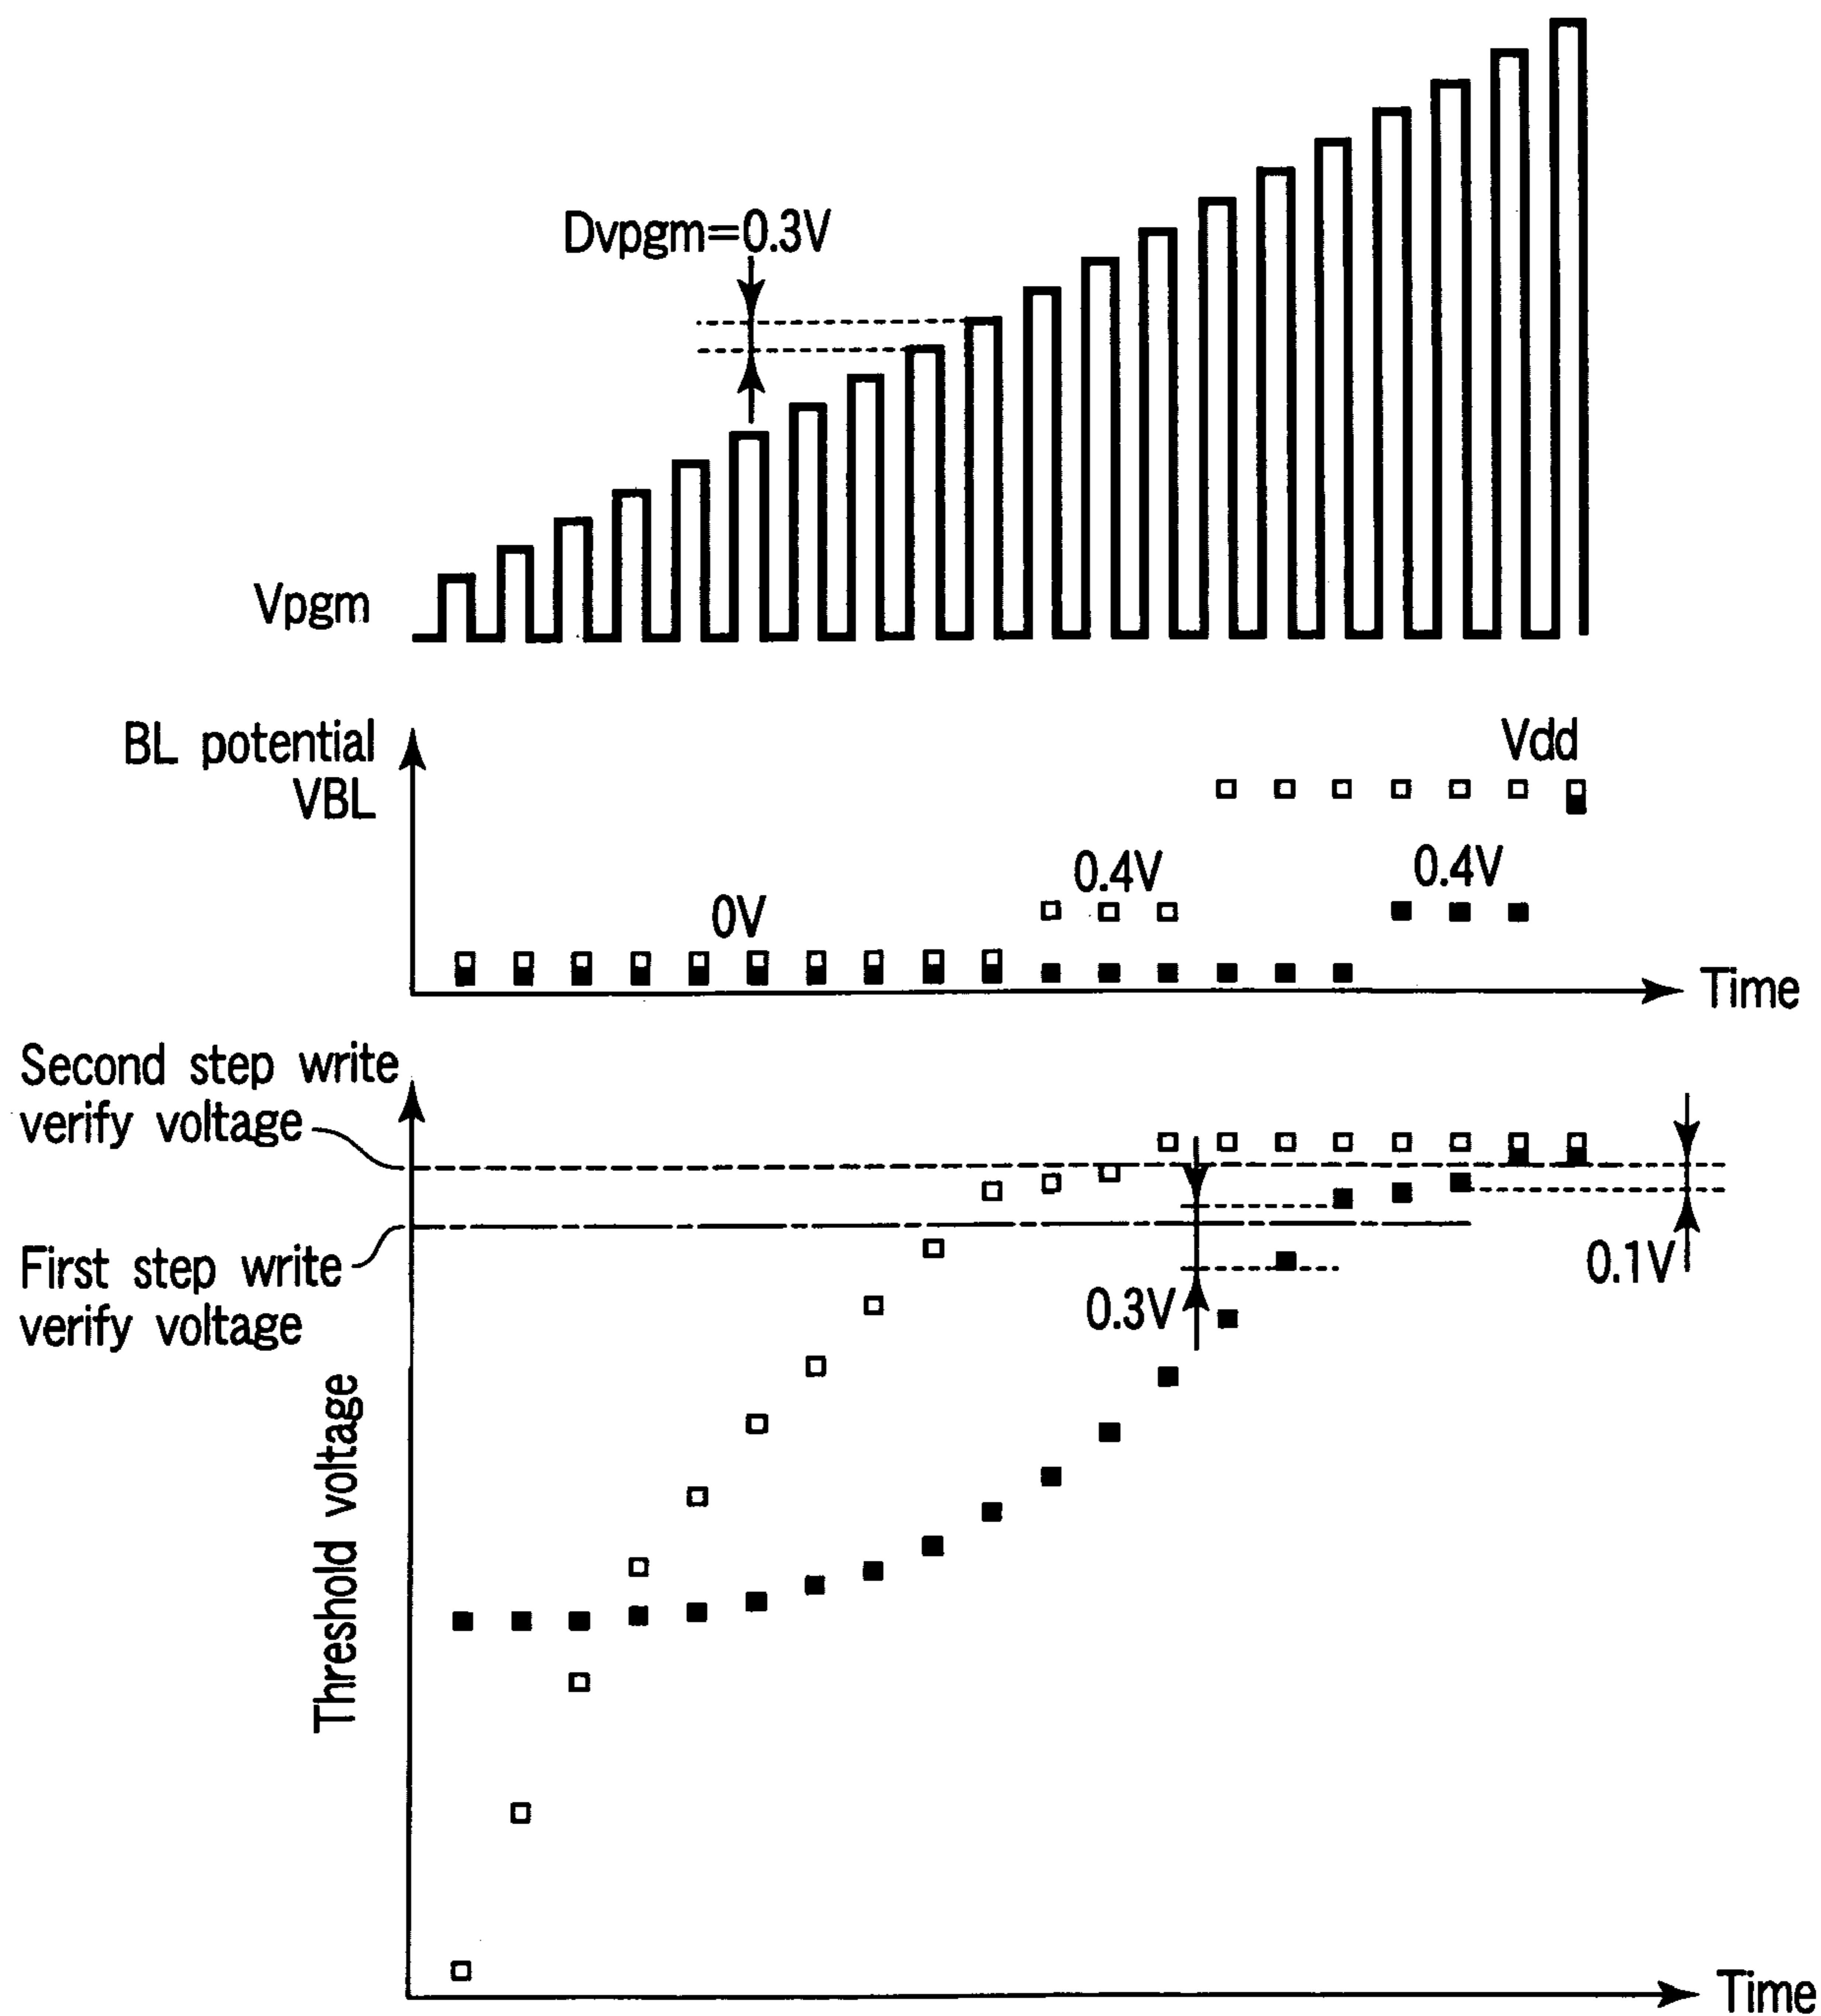 Dvpgm=0.3V
Vpgm
BL potential
VBL
Vdd
0.4V
0.4V
0V
Time
Second step write
verify voltage
First step write
verify voltage
0.1V
0.3V
Threshold voltage
Time